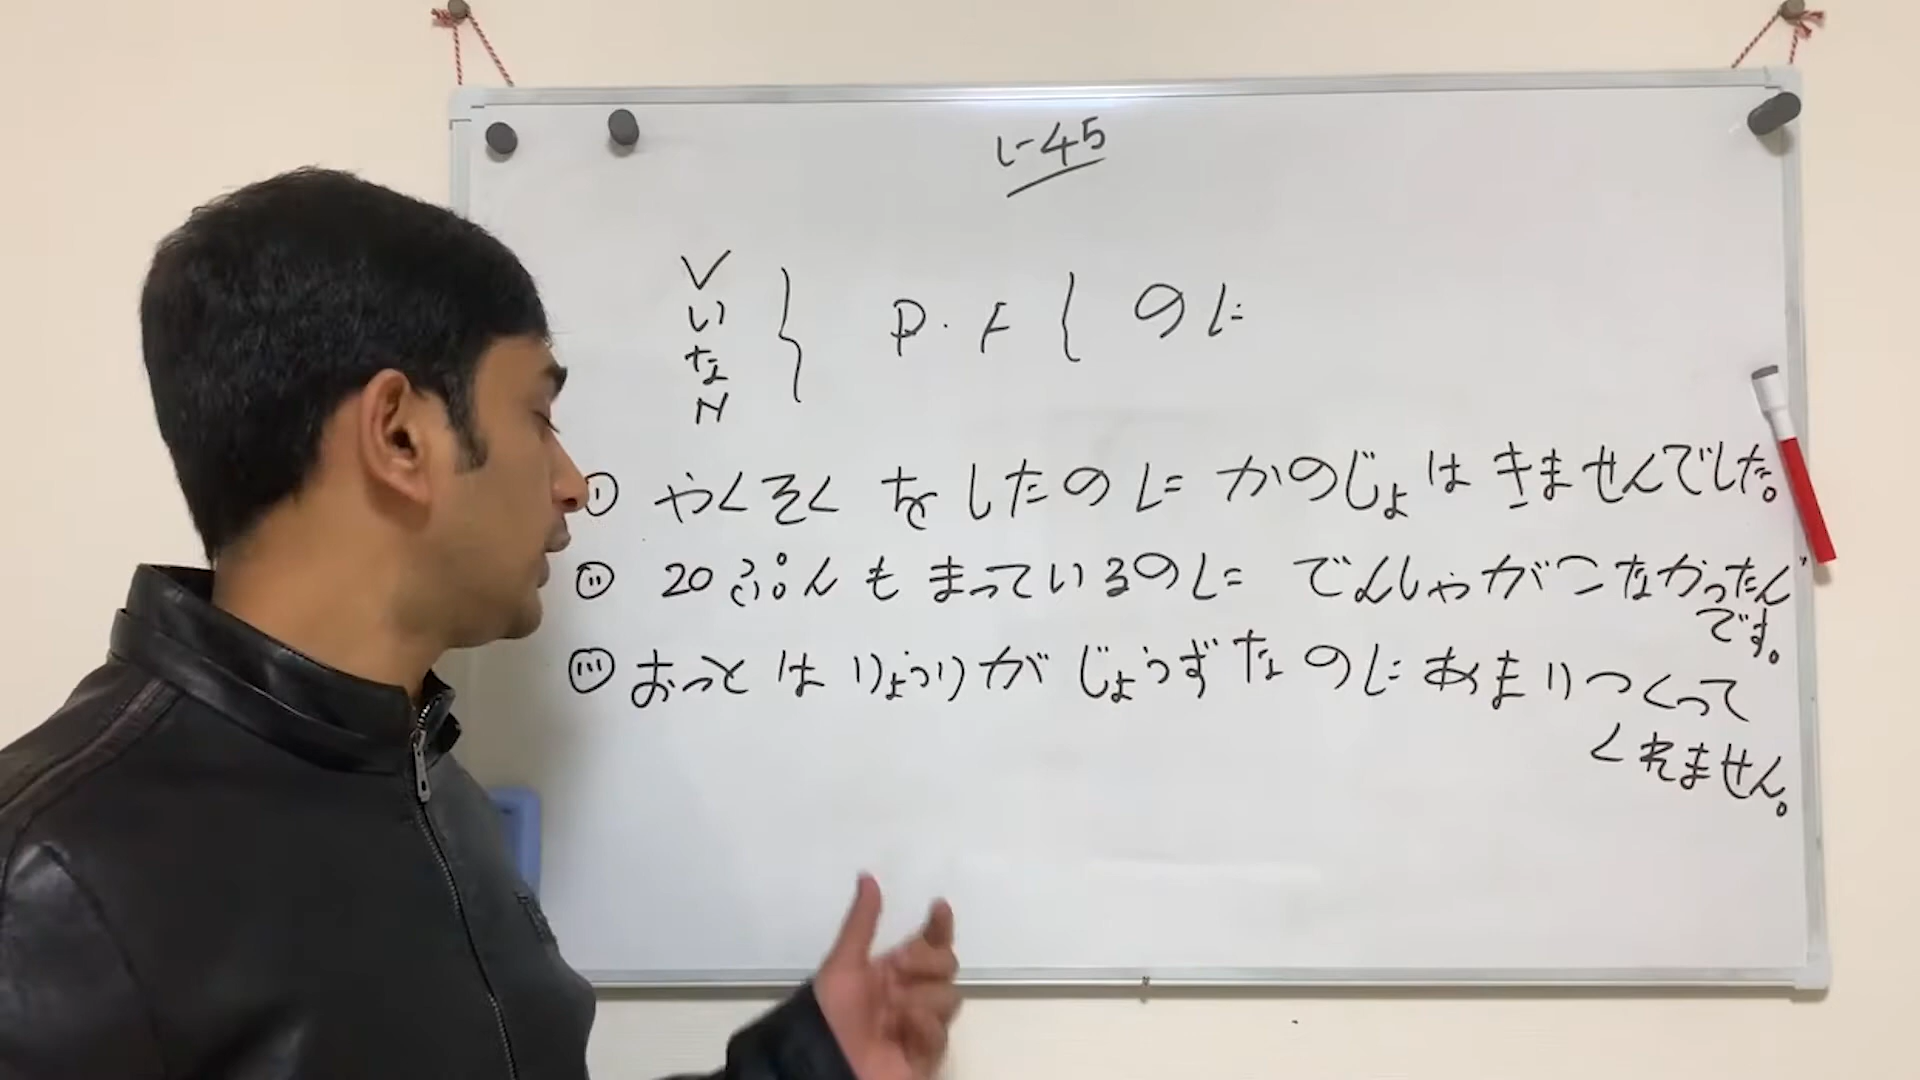 L-45
V
い
な
N
} P.F { のに
① やくそく をしたのに かのじょは きませんでした。
② 20ぷんも まっているのに でんしゃがこなかったん
です。
③ おっとは りょうりが じょうずなのに あまりつくって
くれません。